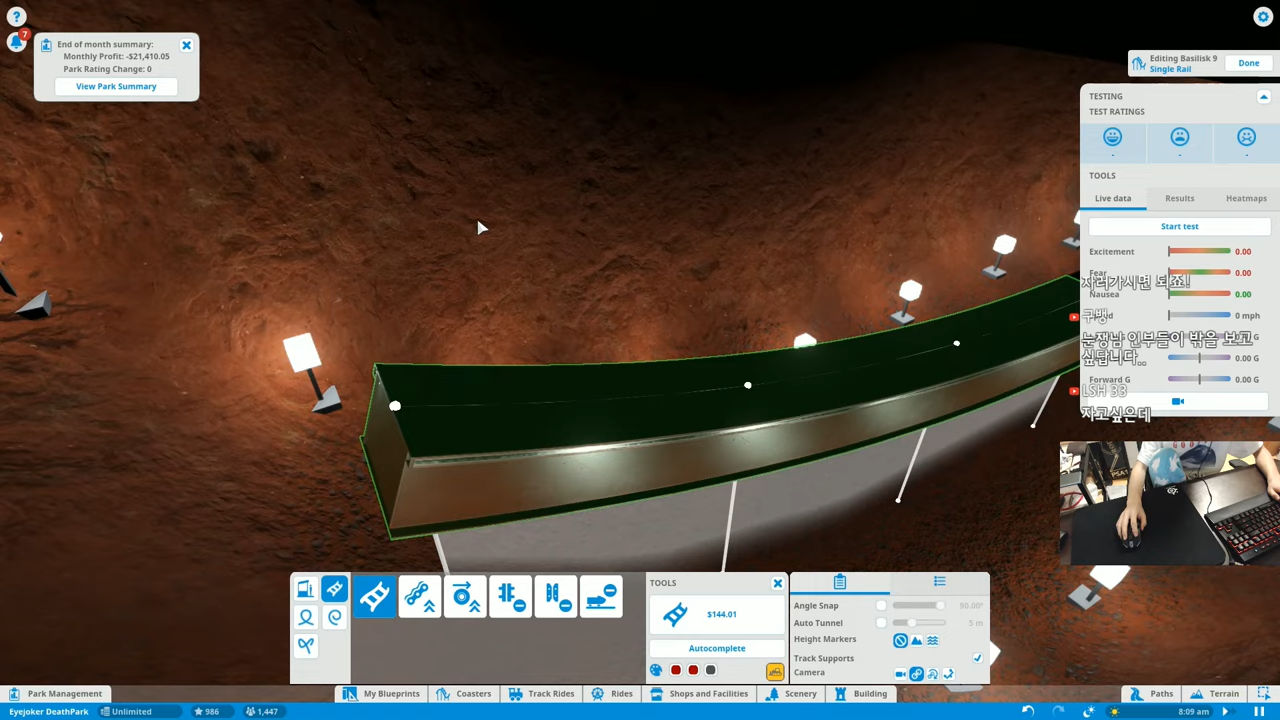 ?
7
End of month summary:
Monthly Profit: -$21,410.05
Park Rating Change: 0
View Park Summary
Editing Basilisk 9
Single Rail
Done
TESTING
TEST RATINGS
- - -
TOOLS
Live data Results Heatmaps
Start test
Excitement 0.00
Fear 0.00
자러가시면 되죠!
Nausea 0.00
구뱅 0 mph
눈쟁남 인부들이 밖을 보고
싶답니다..
0.00 G
Forward G 0.00 G
LSH 33
자고싶은데
TOOLS
$144.01
Autocomplete
Angle Snap 90.00°
Auto Tunnel 5 m
Height Markers
Track Supports
Camera
Park Management
My Blueprints
Coasters
Track Rides
Rides
Shops and Facilities
Scenery
Building
Paths
Terrain
Eyejoker DeathPark
Unlimited
986
1,447
8:09 am